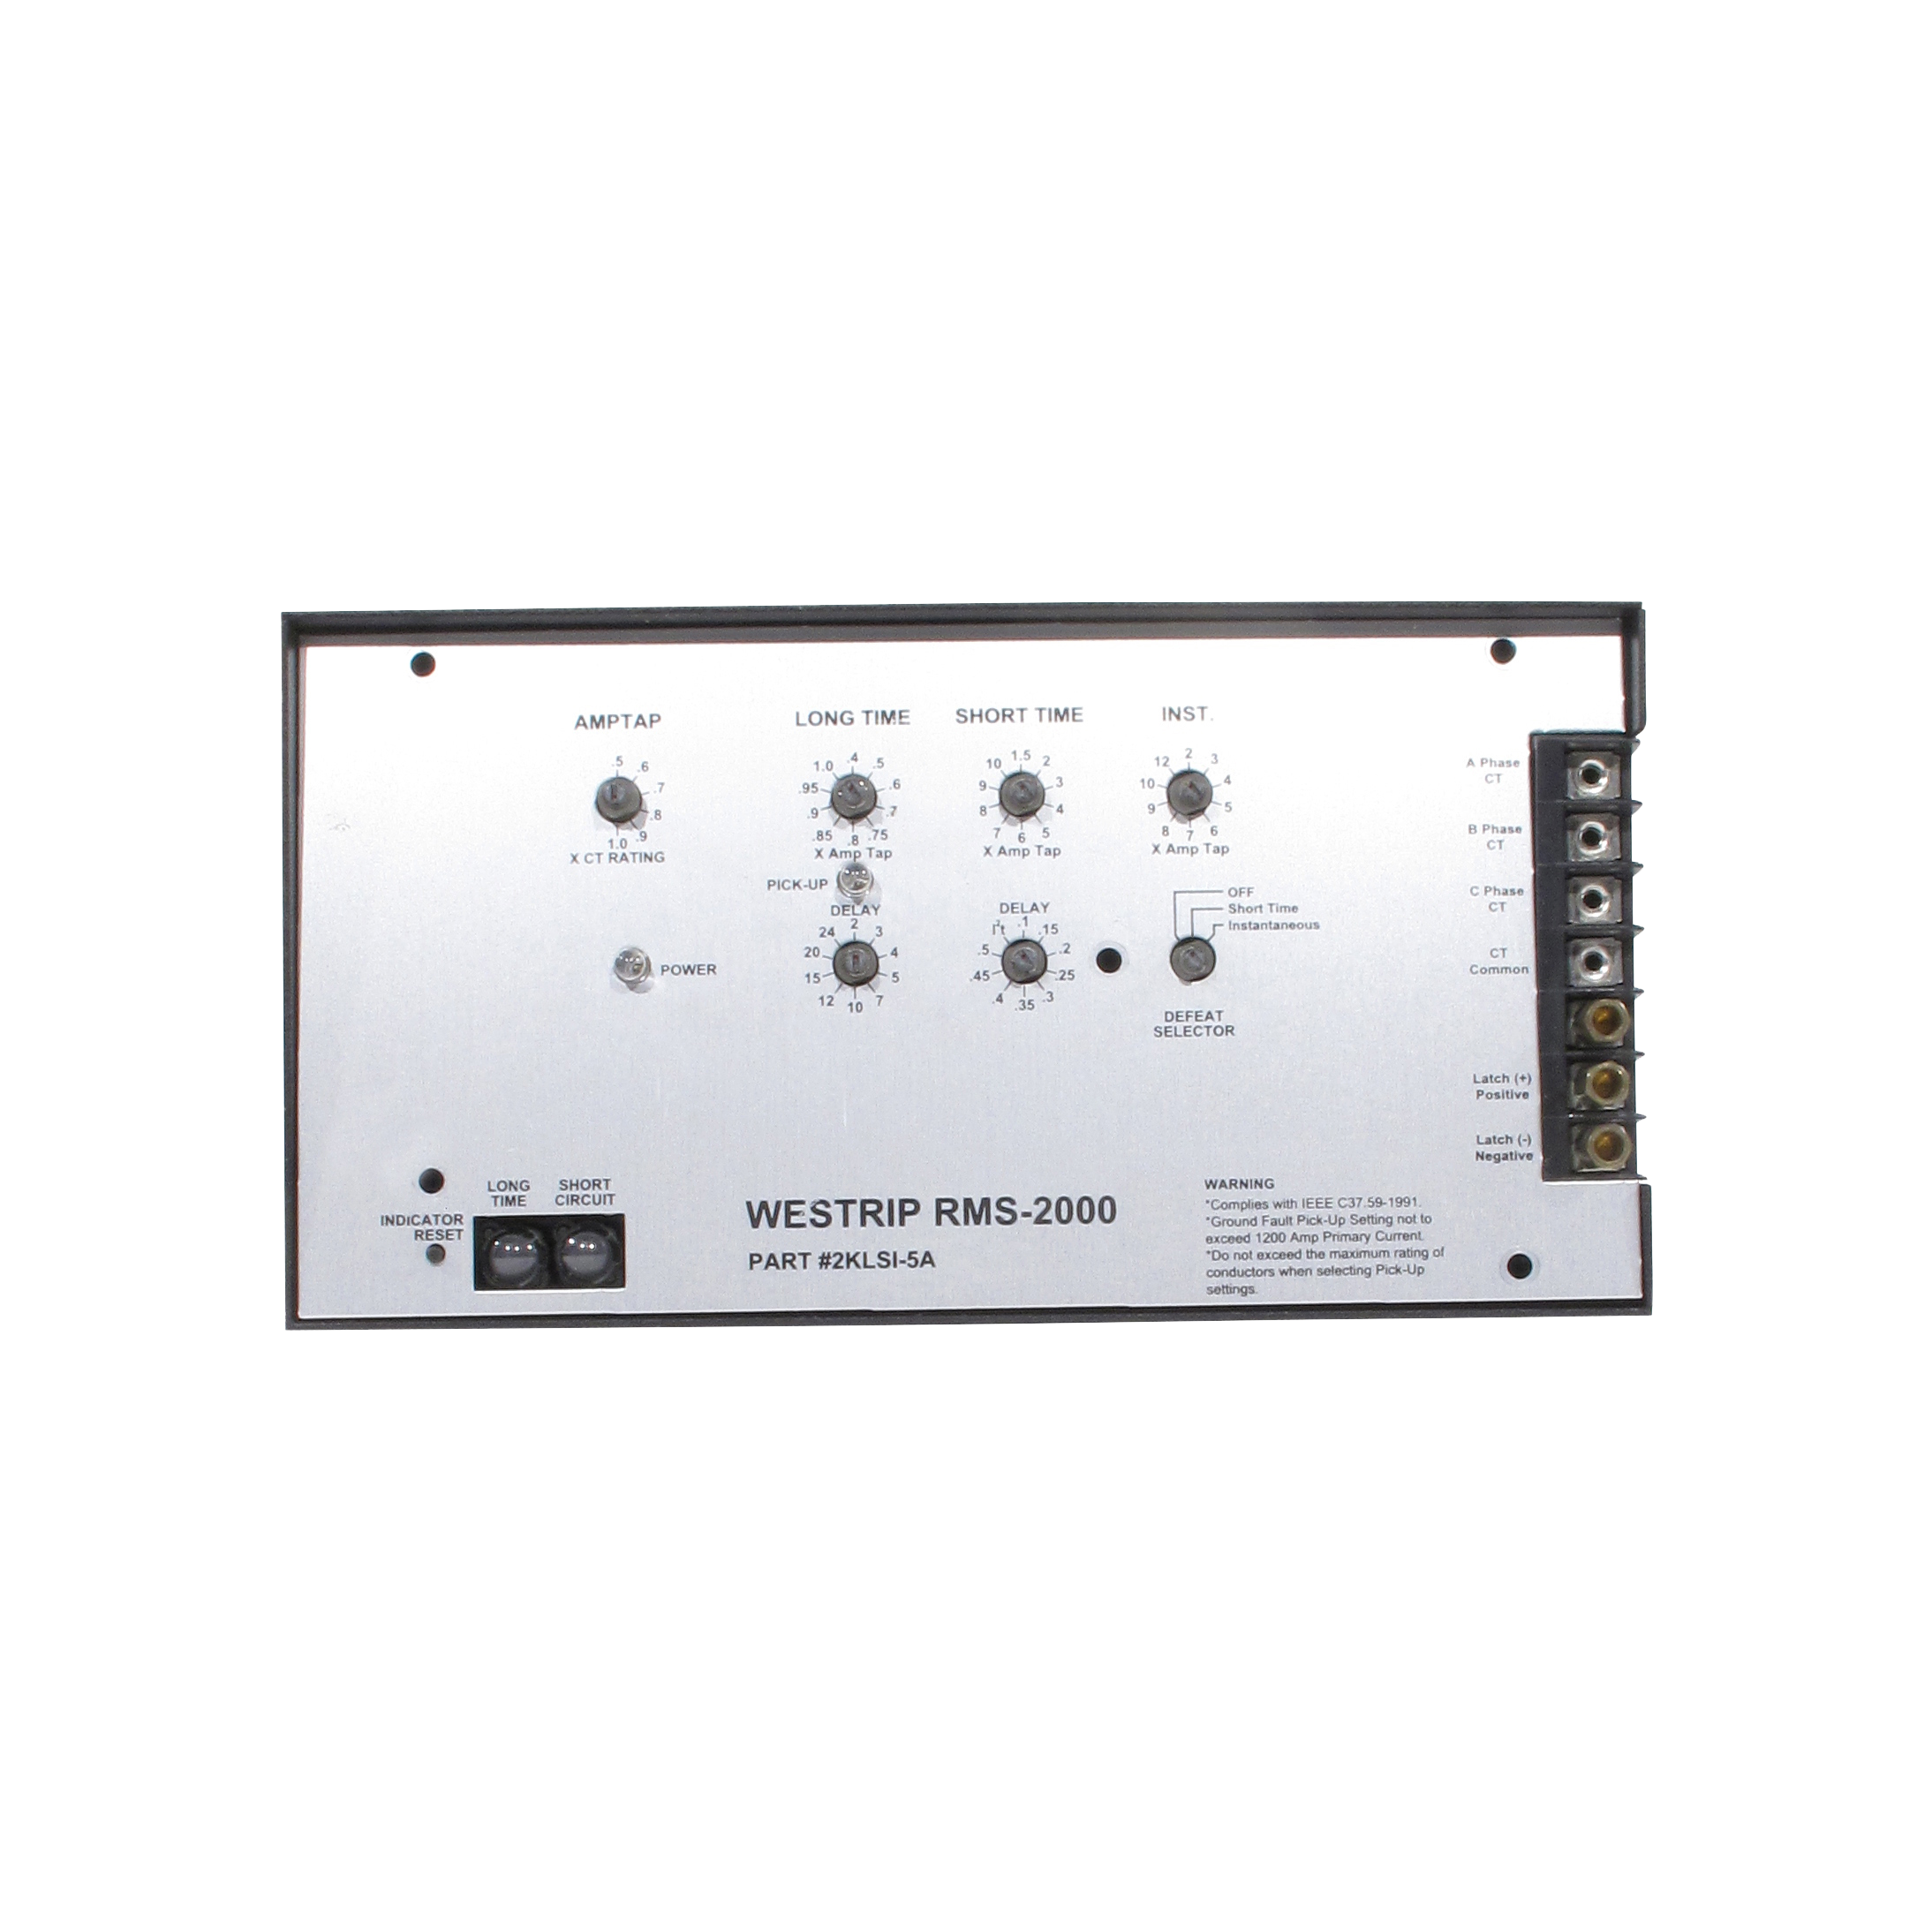 AMPTAP
.5
.6
.7
.8
.9
1.0
X CT RATING
LONG TIME
.4
.5
.6
.7
.75
.8
.85
.9
.95
1.0
X Amp Tap
PICK-UP
DELAY
2
3
4
5
7
10
12
15
20
24
SHORT TIME
1.5
2
3
4
5
6
7
8
9
10
X Amp Tap
DELAY
.1
.15
.2
.25
.3
.35
.4
.45
.5
I²t
INST.
2
3
4
5
6
7
8
9
10
12
X Amp Tap
OFF
Short Time
Instantaneous
DEFEAT
SELECTOR
POWER
A Phase
CT
B Phase
CT
C Phase
CT
CT
Common
Latch (+)
Positive
Latch (-)
Negative
LONG
TIME
SHORT
CIRCUIT
INDICATOR
RESET
WESTRIP RMS-2000
PART #2KLSI-5A
WARNING
*Complies with IEEE C37.59-1991.
*Ground Fault Pick-Up Setting not to
exceed 1200 Amp Primary Current.
*Do not exceed the maximum rating of
conductors when selecting Pick-Up
settings.